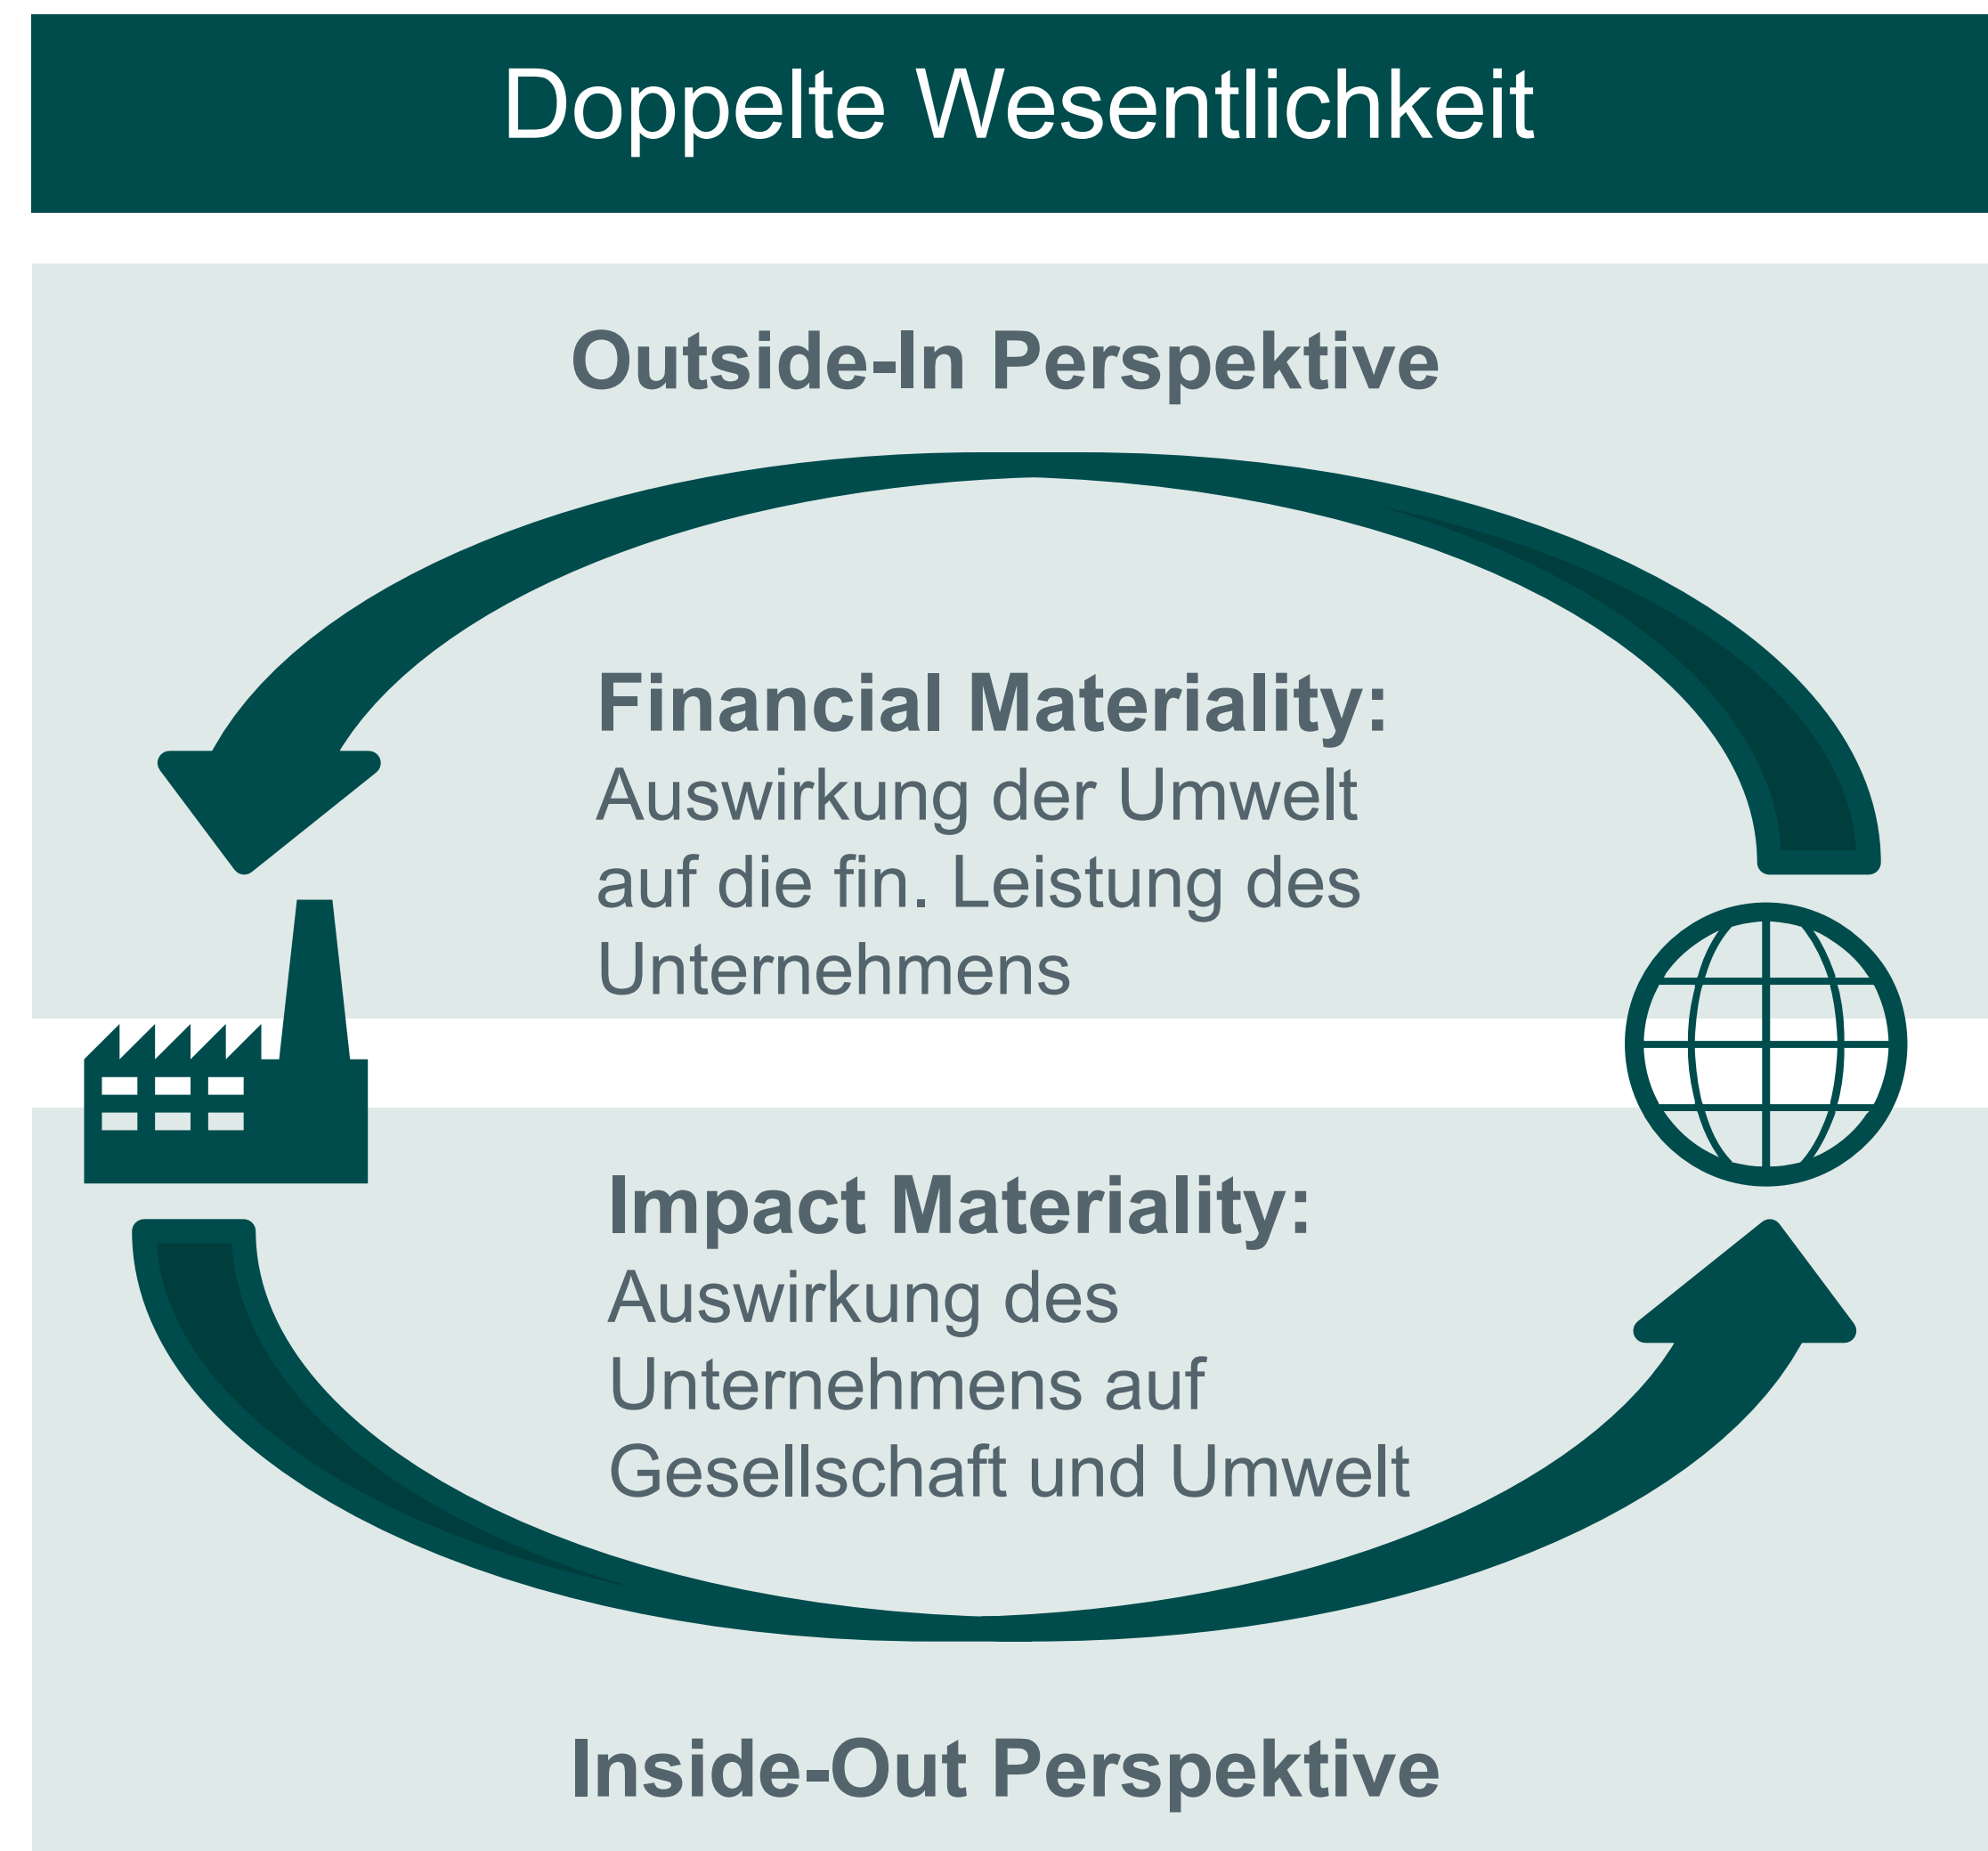 Doppelte Wesentlichkeit
Outside-In Perspektive
Financial Materiality:
Auswirkung der Umwelt
auf die fin. Leistung des
Unternehmens
Impact Materiality:
Auswirkung des
Unternehmens auf
Gesellschaft und Umwelt
Inside-Out Perspektive